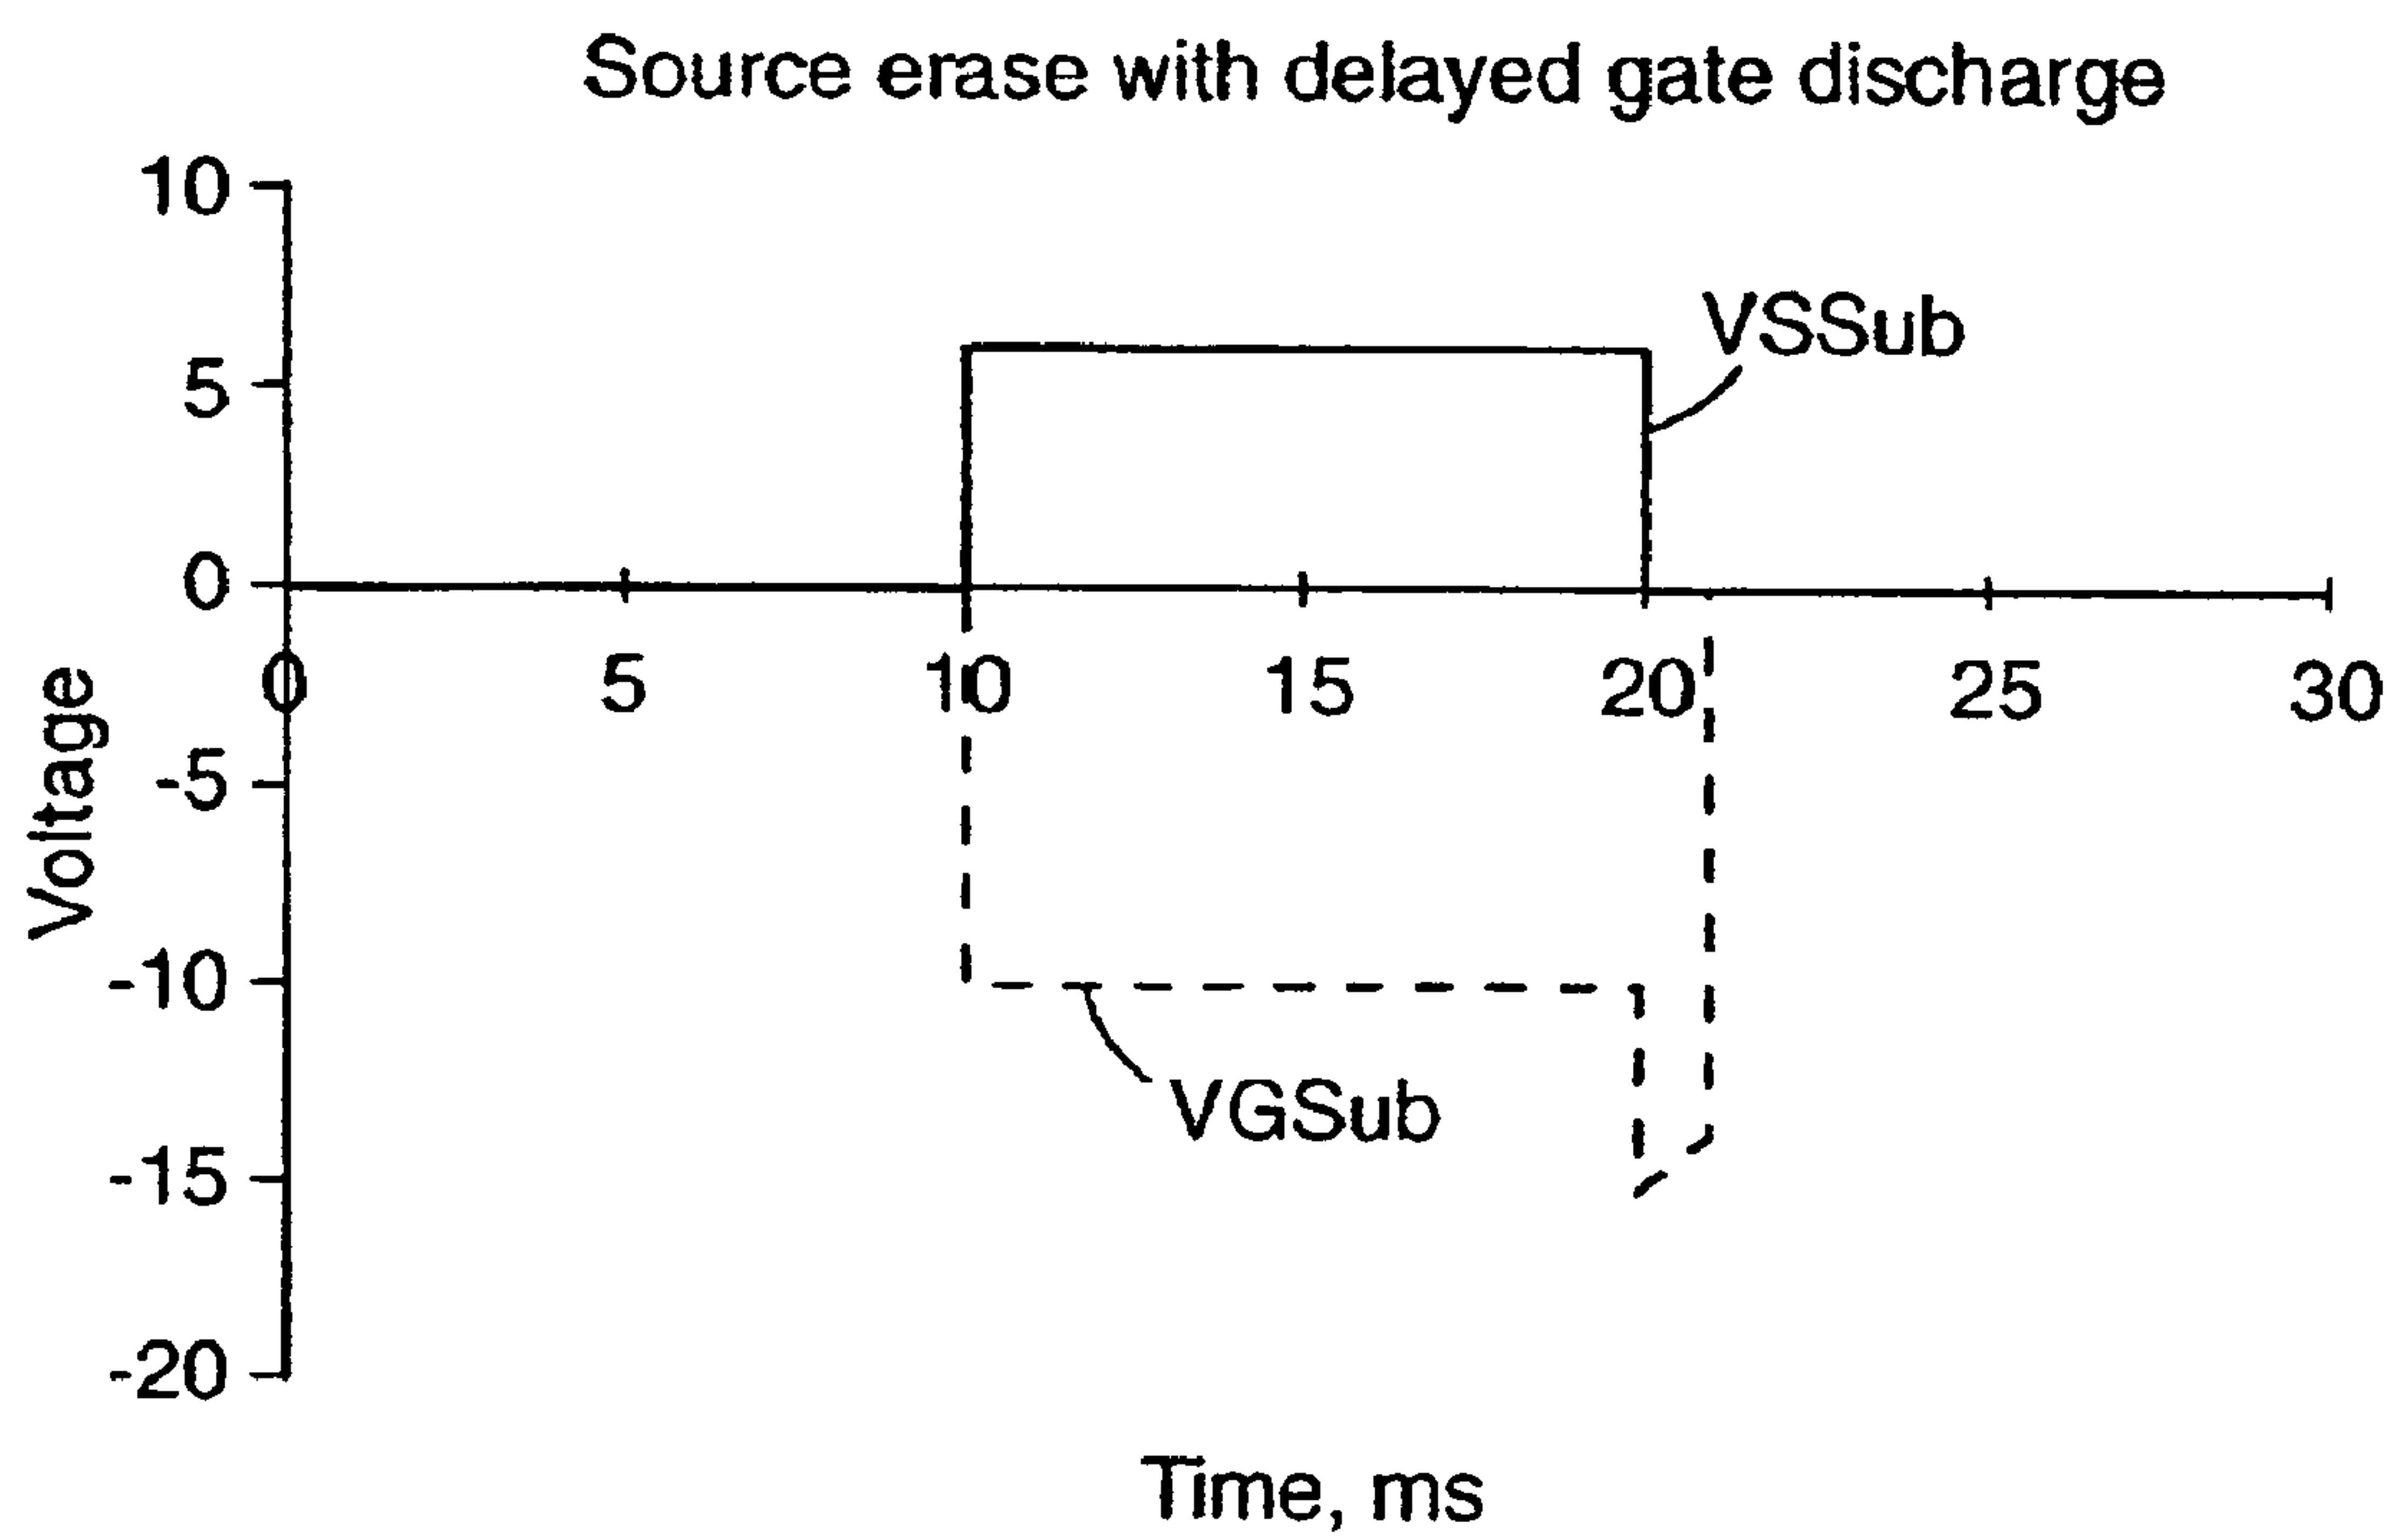 Source erase with delayed gate discharge
10
5
0
-5
-10
-15
-20
Voltage
0 5 10 15 20 25 30
VSSub
VGSub
Time, ms